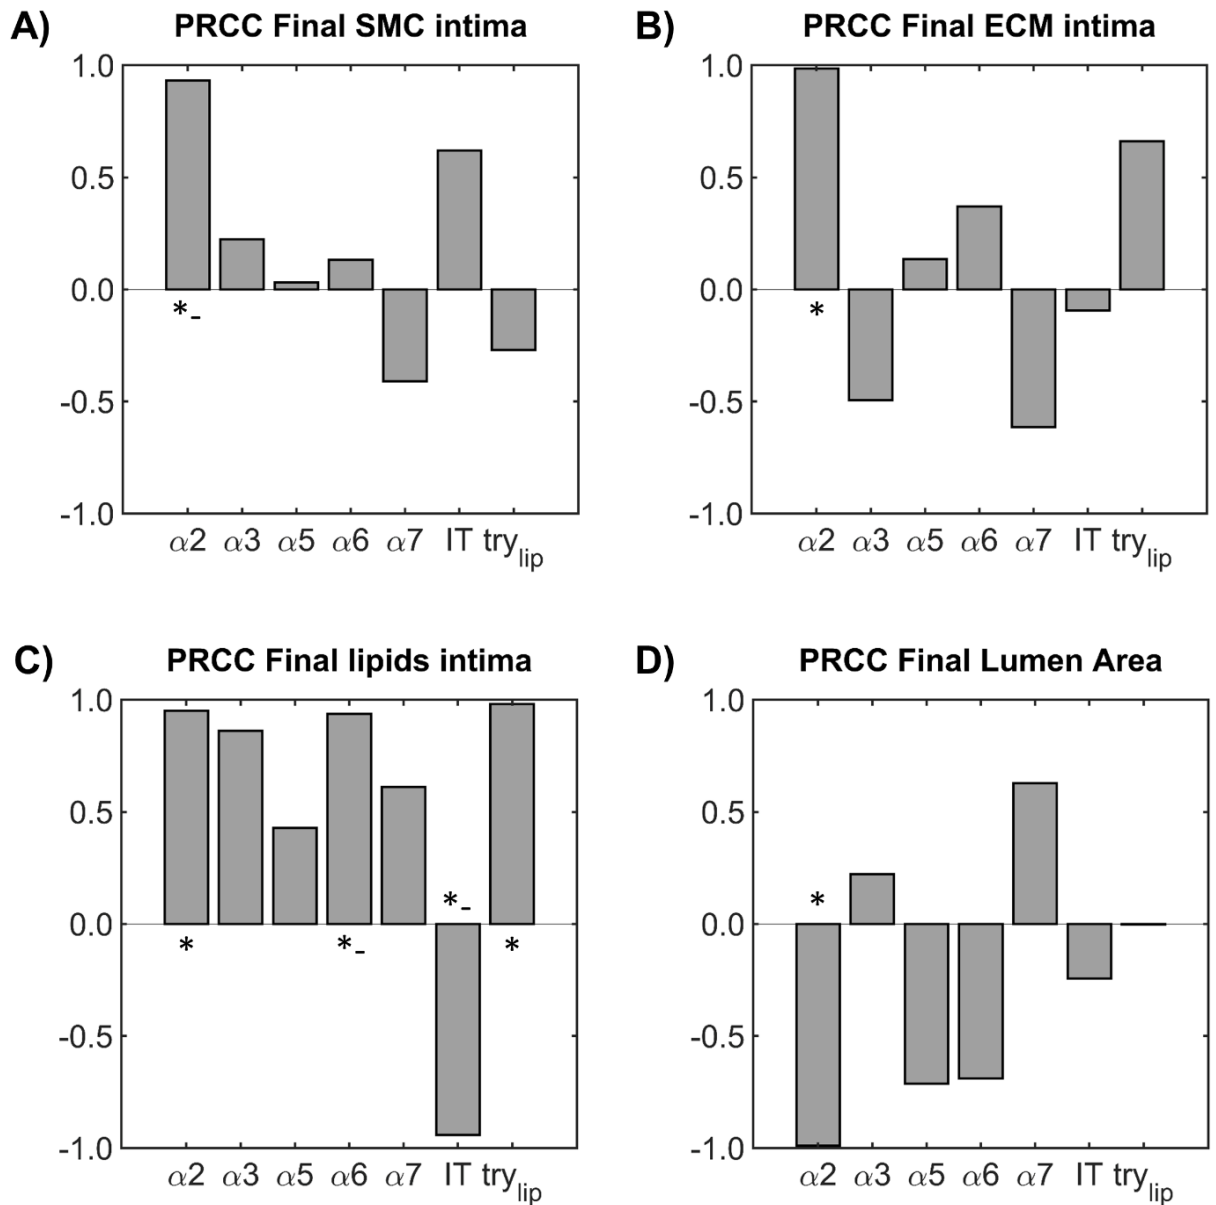 A) PRCC Final SMC intima
1.0
0.5
0.0
*-
-0.5
-1.0
α2 α3 α5 α6 α7 IT try_lip
B) PRCC Final ECM intima
1.0
0.5
0.0
*
-0.5
-1.0
α2 α3 α5 α6 α7 IT try_lip
C) PRCC Final lipids intima
1.0
0.5
*-
0.0
* *- *
-0.5
-1.0
α2 α3 α5 α6 α7 IT try_lip
D) PRCC Final Lumen Area
1.0
0.5
*
0.0
-0.5
-1.0
α2 α3 α5 α6 α7 IT try_lip